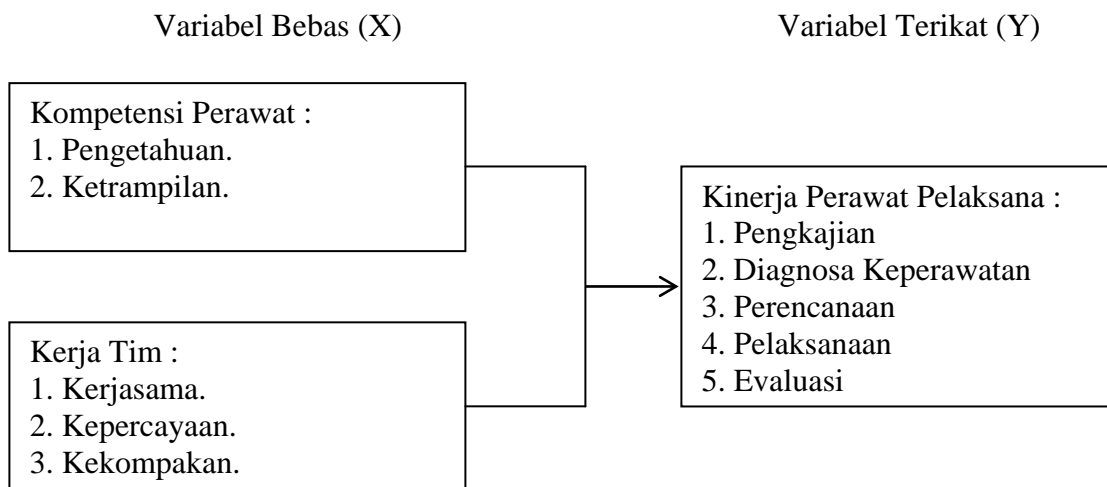 Variabel Bebas (X)
Variabel Terikat (Y)
Kompetensi Perawat :
1. Pengetahuan.
2. Ketrampilan.
Kerja Tim :
1. Kerjasama.
2. Kepercayaan.
3. Kekompakan.
Kinerja Perawat Pelaksana :
1. Pengkajian
2. Diagnosa Keperawatan
3. Perencanaan
4. Pelaksanaan
5. Evaluasi